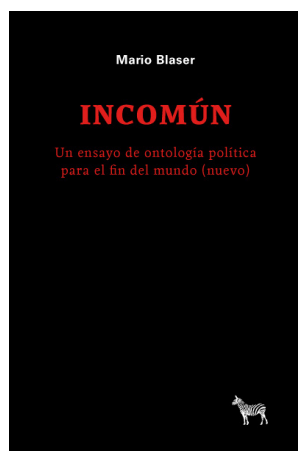 Mario Blaser
INCOMÚN
Un ensayo de ontología política
para el fin del mundo (nuevo)